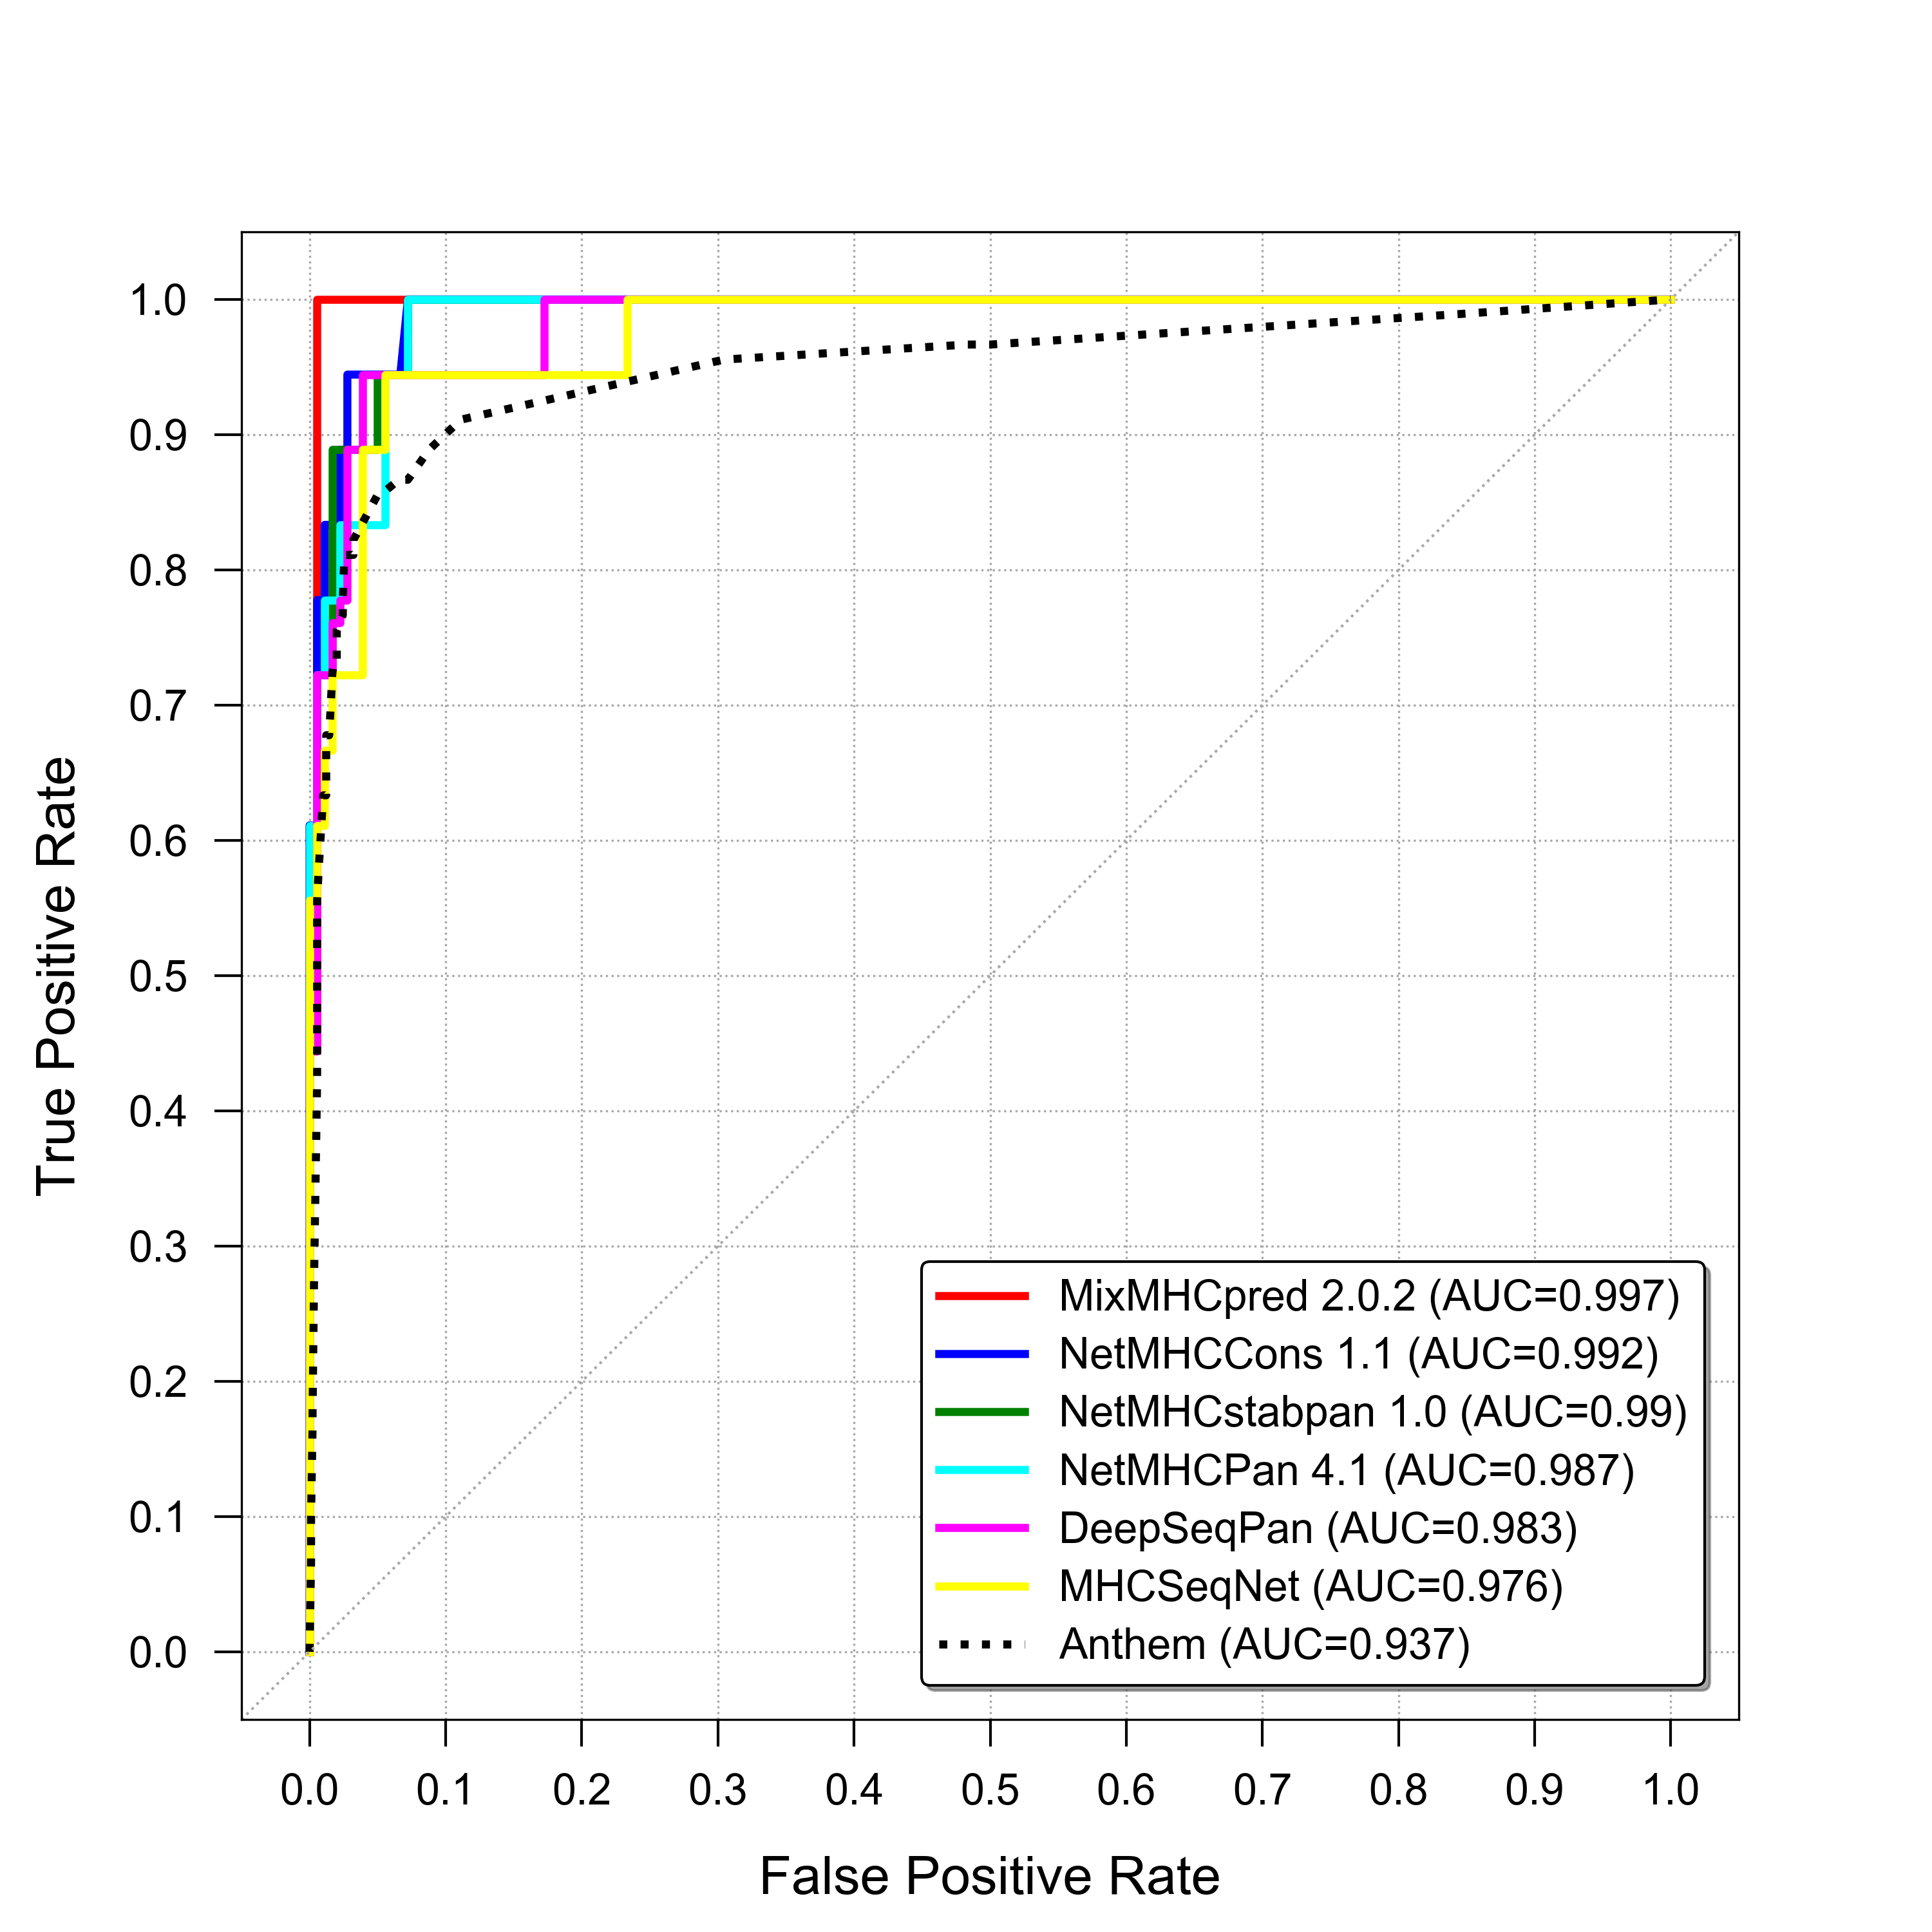 1.0
0.9
0.8
0.7
0.6
0.5
0.4
0.3
0.2
0.1
0.0
True Positive Rate
MixMHCpred 2.0.2 (AUC=0.997)
NetMHCCons 1.1 (AUC=0.992)
NetMHCstabpan 1.0 (AUC=0.99)
NetMHCPan 4.1 (AUC=0.987)
DeepSeqPan (AUC=0.983)
MHCSeqNet (AUC=0.976)
Anthem (AUC=0.937)
0.0 0.1 0.2 0.3 0.4 0.5 0.6 0.7 0.8 0.9 1.0
False Positive Rate